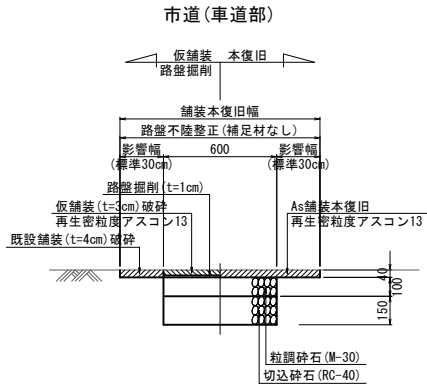 市道(車道部)
仮舗装 本復旧
路盤掘削
舗装本復旧幅
路盤不陸整正(補足材なし)
影響幅 600 影響幅
(標準30cm) (標準30cm)
路盤掘削(t=1cm)
仮舗装(t=3cm)破砕 As舗装本復旧
再生密粒度アスコン13 再生密粒度アスコン13
既設舗装(t=4cm)破砕
40
100
150
粒調砕石(M-30)
切込砕石(RC-40)